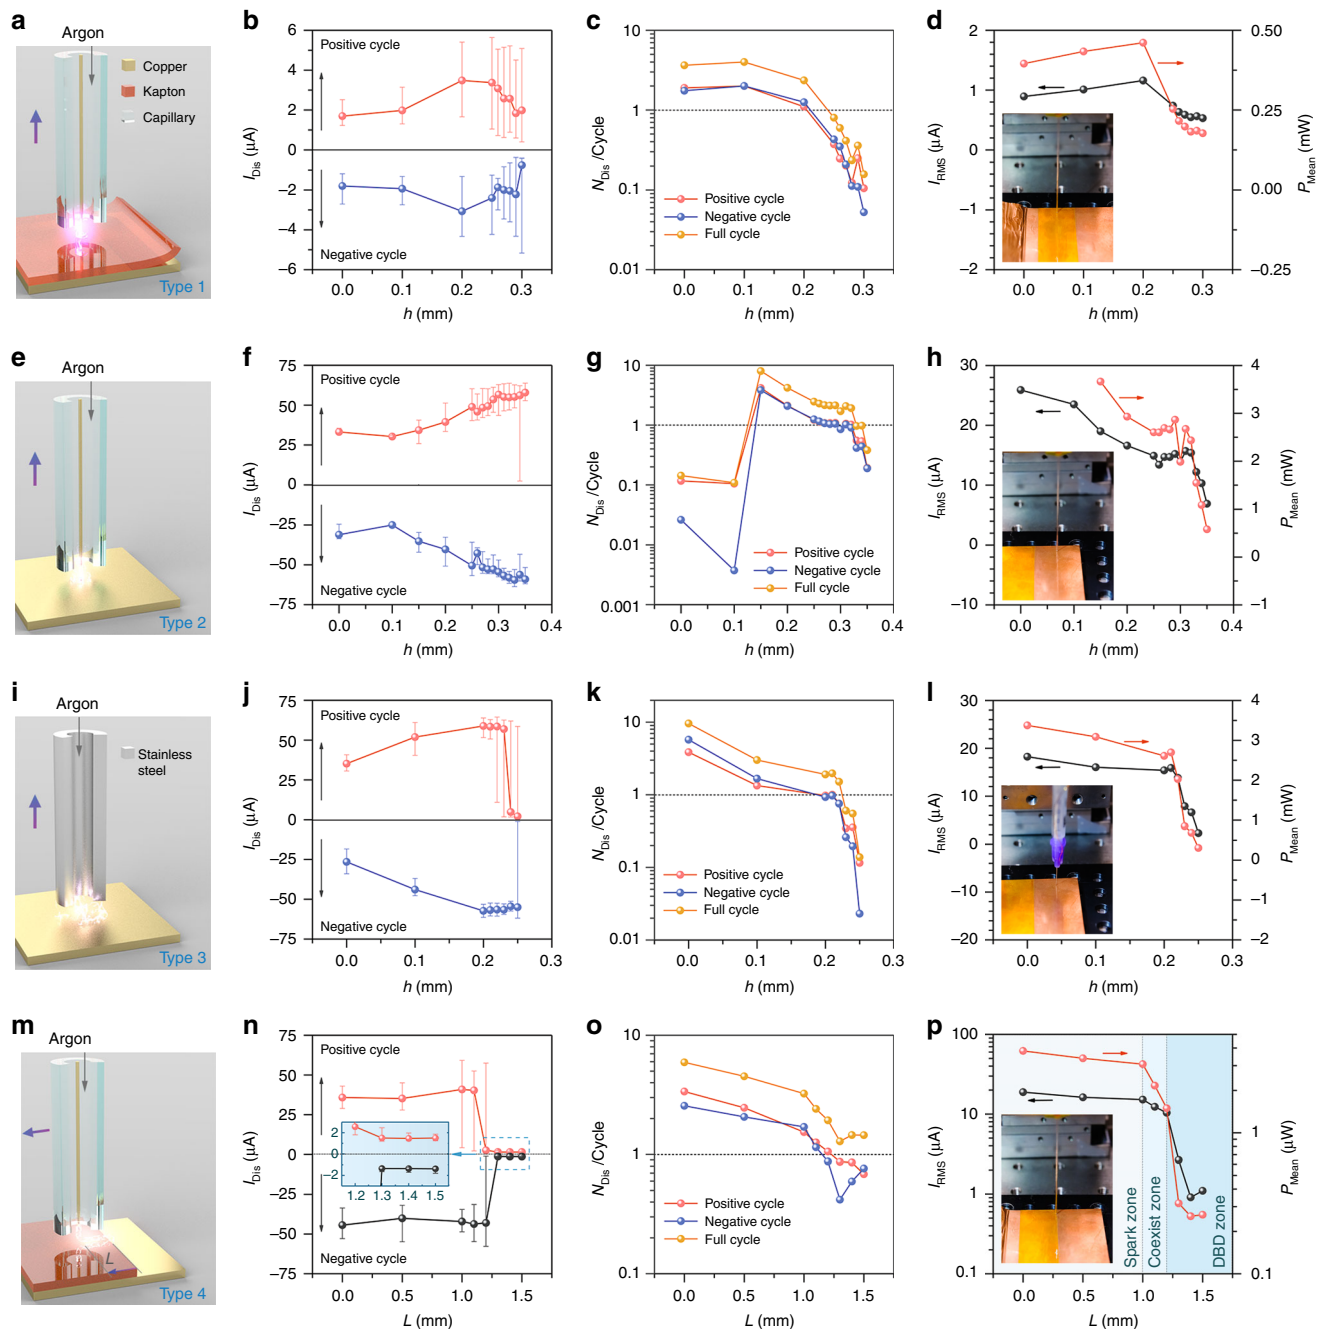 a
Argon
Copper
Kapton
Capillary
Type 1
b
Positive cycle
Negative cycle
I_Dis (μA)
6
4
2
0
−2
−4
−6
0.0
0.1
0.2
0.3
h (mm)
c
N_Dis /Cycle
10
1
0.1
0.01
Positive cycle
Negative cycle
Full cycle
0.0
0.1
0.2
0.3
h (mm)
d
I_RMS (μA)
2
1
0
−1
−2
0.50
0.25
0.00
−0.25
P_Mean (mW)
0.0
0.1
0.2
0.3
h (mm)
e
Argon
Type 2
f
Positive cycle
Negative cycle
I_Dis (μA)
75
50
25
0
−25
−50
−75
0.0
0.1
0.2
0.3
0.4
h (mm)
g
N_Dis /Cycle
10
1
0.1
0.01
0.001
Positive cycle
Negative cycle
Full cycle
0.0
0.1
0.2
0.3
0.4
h (mm)
h
I_RMS (μA)
30
20
10
0
−10
4
3
2
1
0
−1
P_Mean (mW)
0.0
0.1
0.2
0.3
0.4
h (mm)
i
Argon
Stainless
steel
Type 3
j
Positive cycle
Negative cycle
I_Dis (μA)
75
50
25
0
−25
−50
−75
0.0
0.1
0.2
0.3
h (mm)
k
N_Dis /Cycle
10
1
0.1
0.01
Positive cycle
Negative cycle
Full cycle
0.0
0.1
0.2
0.3
h (mm)
l
I_RMS (μA)
30
20
10
0
−10
−20
4
3
2
1
0
−1
−2
P_Mean (mW)
0.0
0.1
0.2
0.3
h (mm)
m
Argon
L
Type 4
n
Positive cycle
Negative cycle
I_Dis (μA)
75
50
25
0
−25
−50
−75
2
0
−2
1.2
1.3
1.4
1.5
0.0
0.5
1.0
1.5
L (mm)
o
N_Dis /Cycle
10
1
0.1
Positive cycle
Negative cycle
Full cycle
0.0
0.5
1.0
1.5
L (mm)
p
I_RMS (μA)
100
10
1
0.1
Spark zone
Coexist zone
DBD zone
1
0.1
P_Mean (μW)
0.0
0.5
1.0
1.5
L (mm)